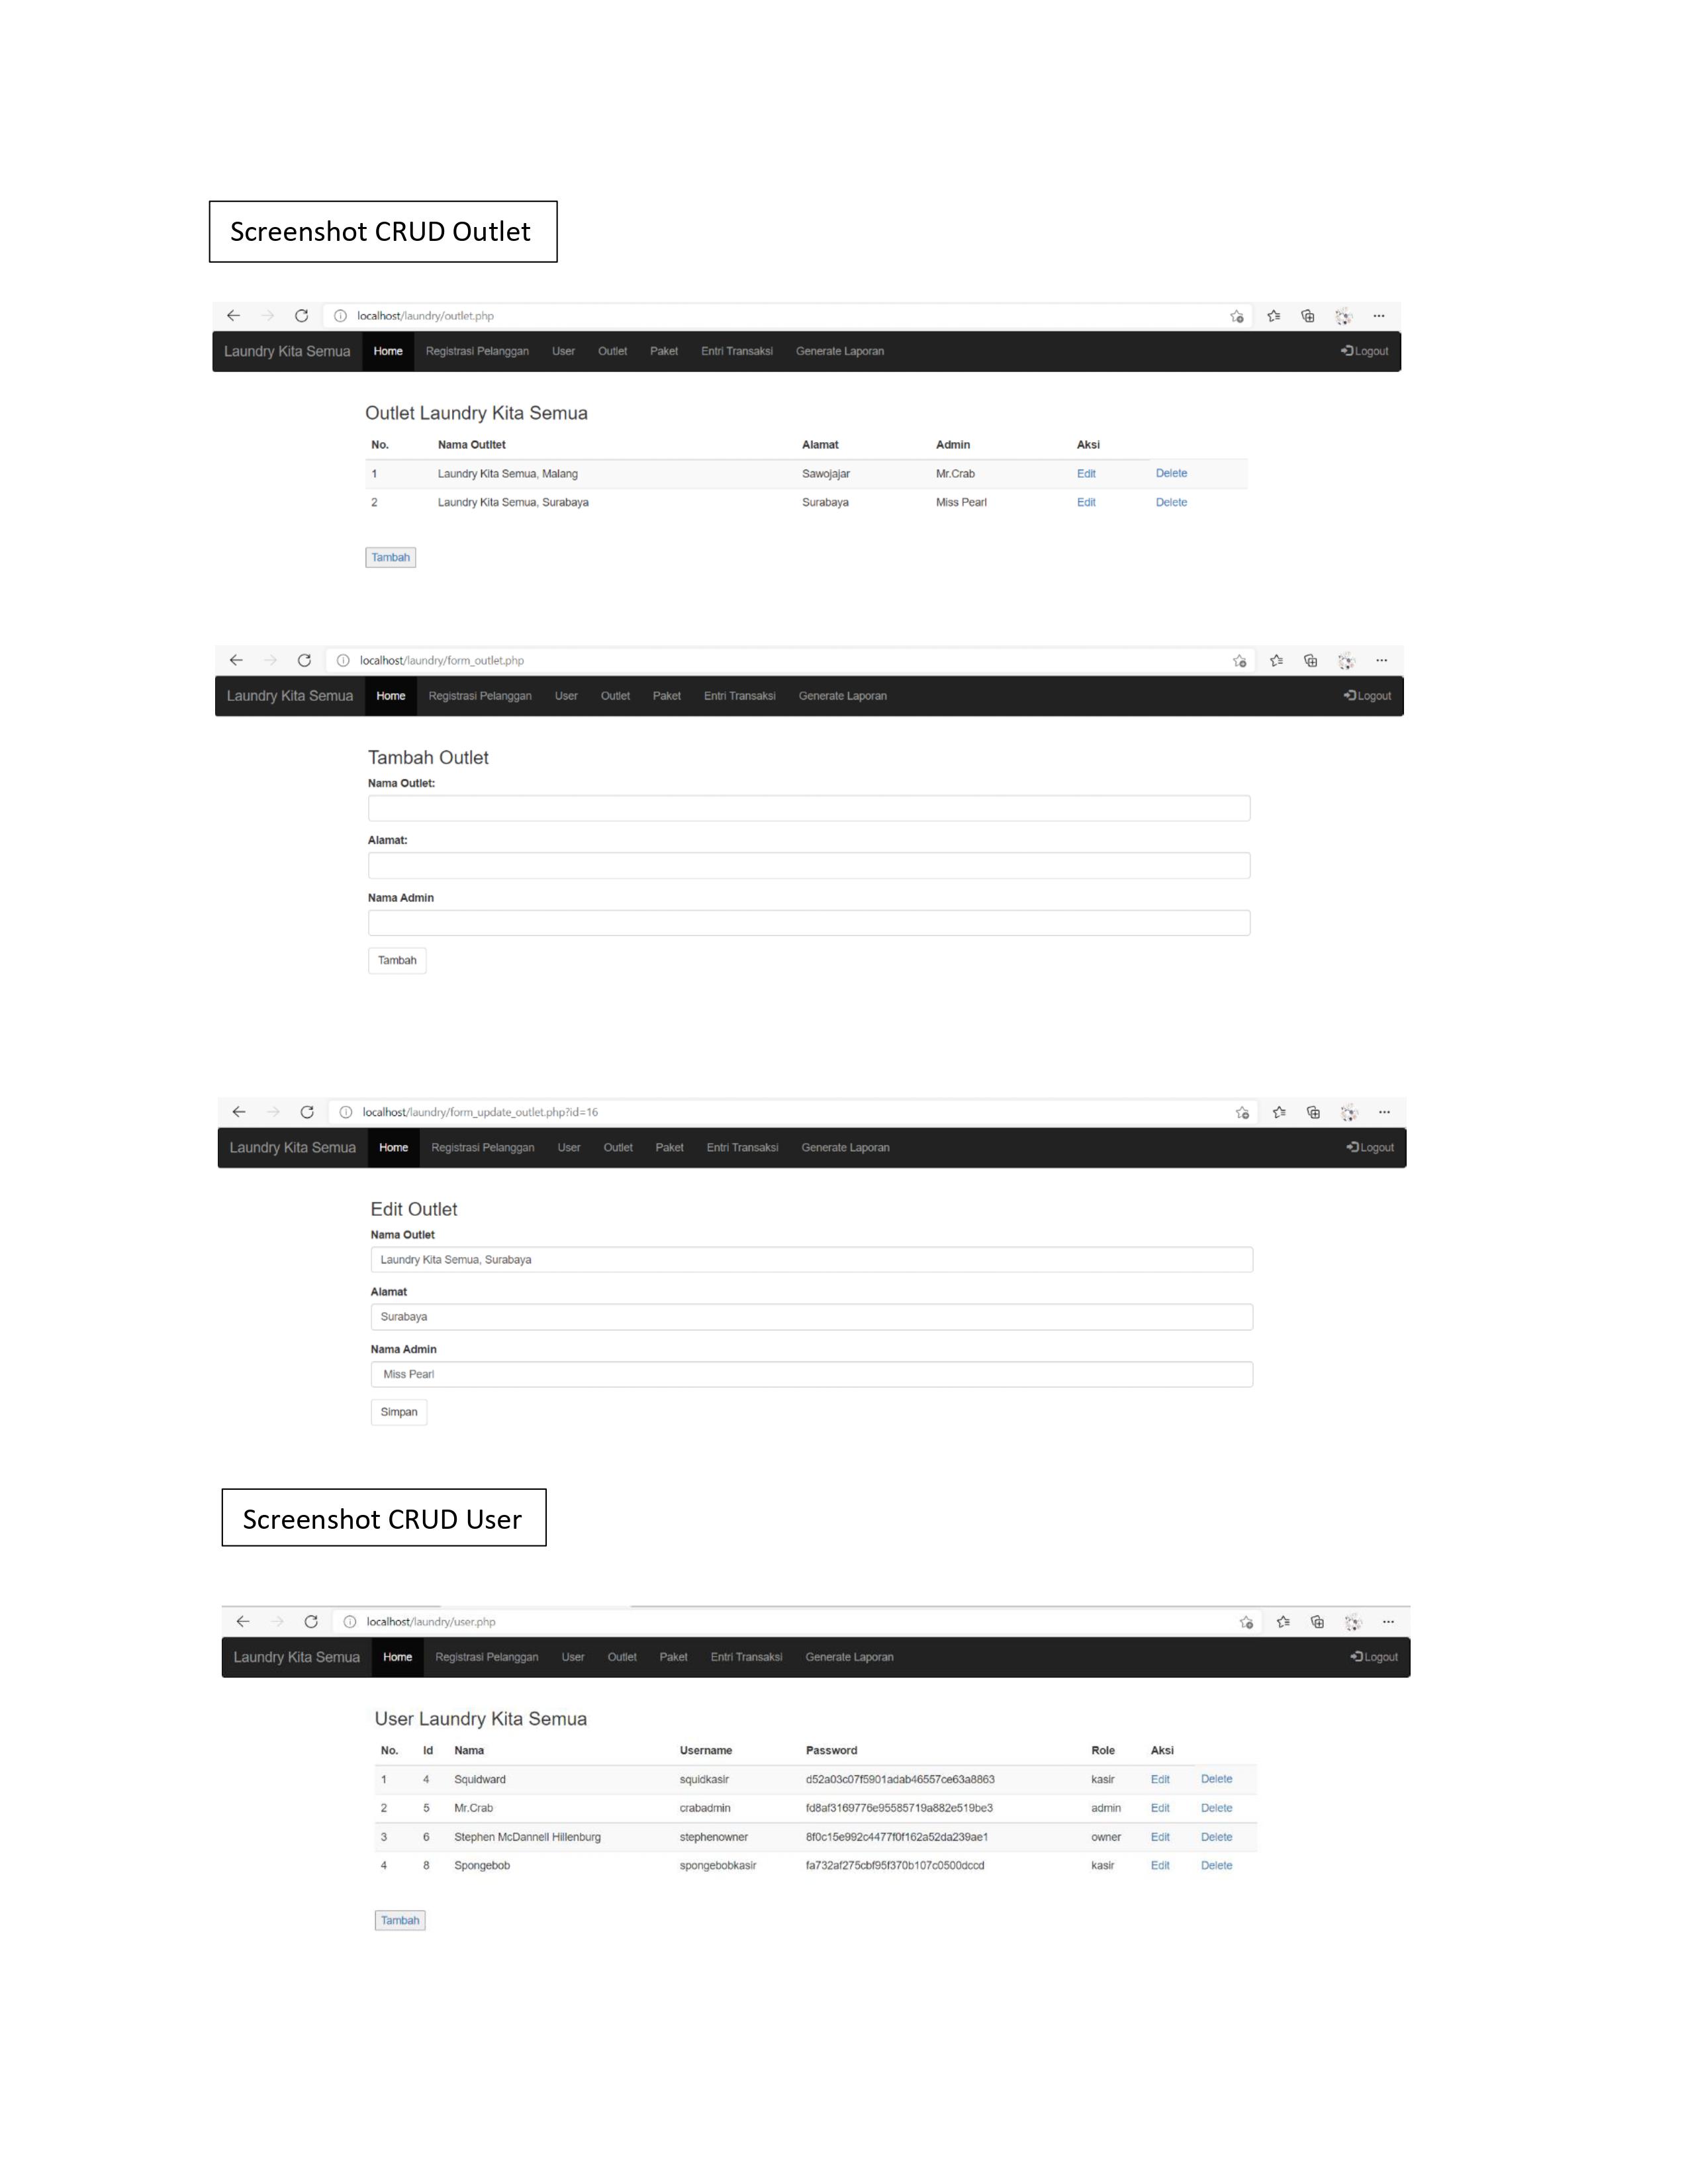 Screenshot CRUD Outlet
localhost/laundry/outlet.php
Laundry Kita Semua Home Registrasi Pelanggan User Outlet Paket Entri Transaksi Generate Laporan Logout
Outlet Laundry Kita Semua
No. Nama Outltet Alamat Admin Aksi
1 Laundry Kita Semua, Malang Sawojajar Mr.Crab Edit Delete
2 Laundry Kita Semua, Surabaya Surabaya Miss Pearl Edit Delete
Tambah
localhost/laundry/form_outlet.php
Laundry Kita Semua Home Registrasi Pelanggan User Outlet Paket Entri Transaksi Generate Laporan Logout
Tambah Outlet
Nama Outlet:
Alamat:
Nama Admin
Tambah
localhost/laundry/form_update_outlet.php?id=16
Laundry Kita Semua Home Registrasi Pelanggan User Outlet Paket Entri Transaksi Generate Laporan Logout
Edit Outlet
Nama Outlet
Laundry Kita Semua, Surabaya
Alamat
Surabaya
Nama Admin
Miss Pearl
Simpan
Screenshot CRUD User
localhost/laundry/user.php
Laundry Kita Semua Home Registrasi Pelanggan User Outlet Paket Entri Transaksi Generate Laporan Logout
User Laundry Kita Semua
No. Id Nama Username Password Role Aksi
1 4 Squidward squidkasir d52a03c07f5901adab46557ce63a8863 kasir Edit Delete
2 5 Mr.Crab crabadmin fd8af3169776e95585719a882e519be3 admin Edit Delete
3 6 Stephen McDannell Hillenburg stephenowner 8f0c15e992c4477f0f162a52da239ae1 owner Edit Delete
4 8 Spongebob spongebobkasir fa732af275cbf95f370b107c0500dccd kasir Edit Delete
Tambah